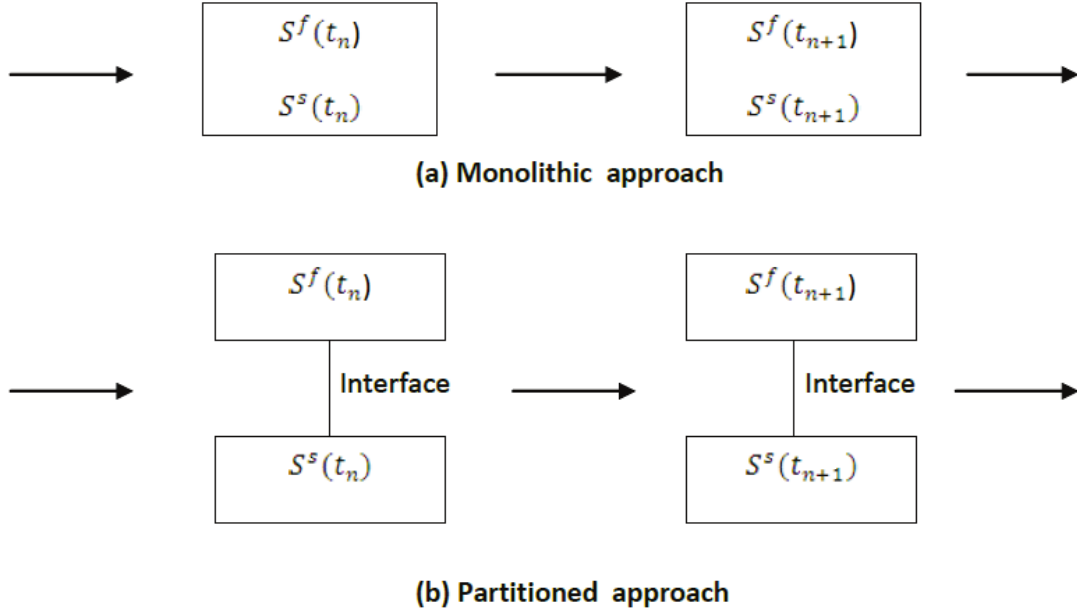 S^f(t_n) S^f(t_{n+1})
S^s(t_n) S^s(t_{n+1})
(a) Monolithic approach
S^f(t_n) S^f(t_{n+1})
Interface Interface
S^s(t_n) S^s(t_{n+1})
(b) Partitioned approach